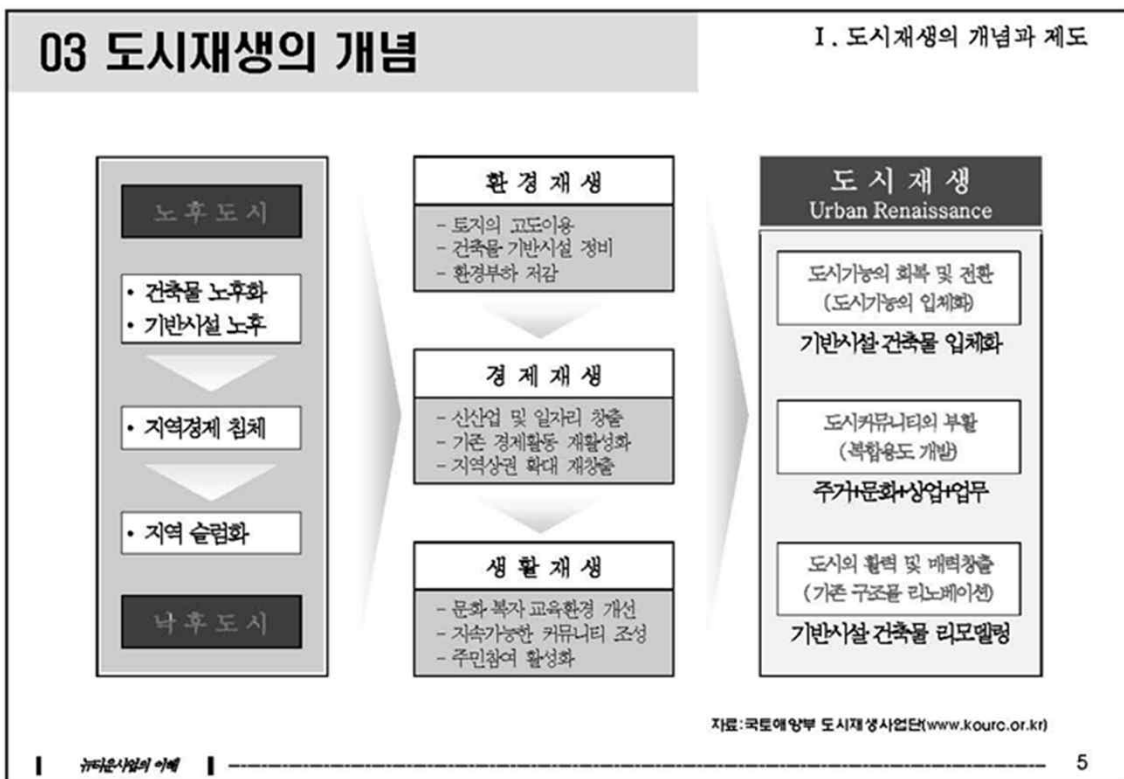 03 도시재생의 개념
Ⅰ. 도시재생의 개념과 제도
노후도시
• 건축물 노후화
• 기반시설 노후
• 지역경제 침체
• 지역 슬럼화
낙후도시
환경재생
- 토지의 고도이용
- 건축물·기반시설 정비
- 환경부하 저감
경제재생
- 신산업 및 일자리 창출
- 기존 경제활동 재활성화
- 지역상권 확대 재창출
생활재생
- 문화·복자·교육환경 개선
- 지속가능한 커뮤니티 조성
- 주민참여 활성화
도시재생
Urban Renaissance
도시기능의 회복 및 전환
(도시기능의 입체화)
기반시설·건축물 입체화
도시커뮤니티의 부활
(복합용도 개발)
주거+문화+상업+업무
도시의 활력 및 매력창출
(기존 구조물 리노베이션)
기반시설·건축물 리모델링
자료:국토해양부 도시재생사업단(www.kourc.or.kr)
뉴타운사업의 이해
5